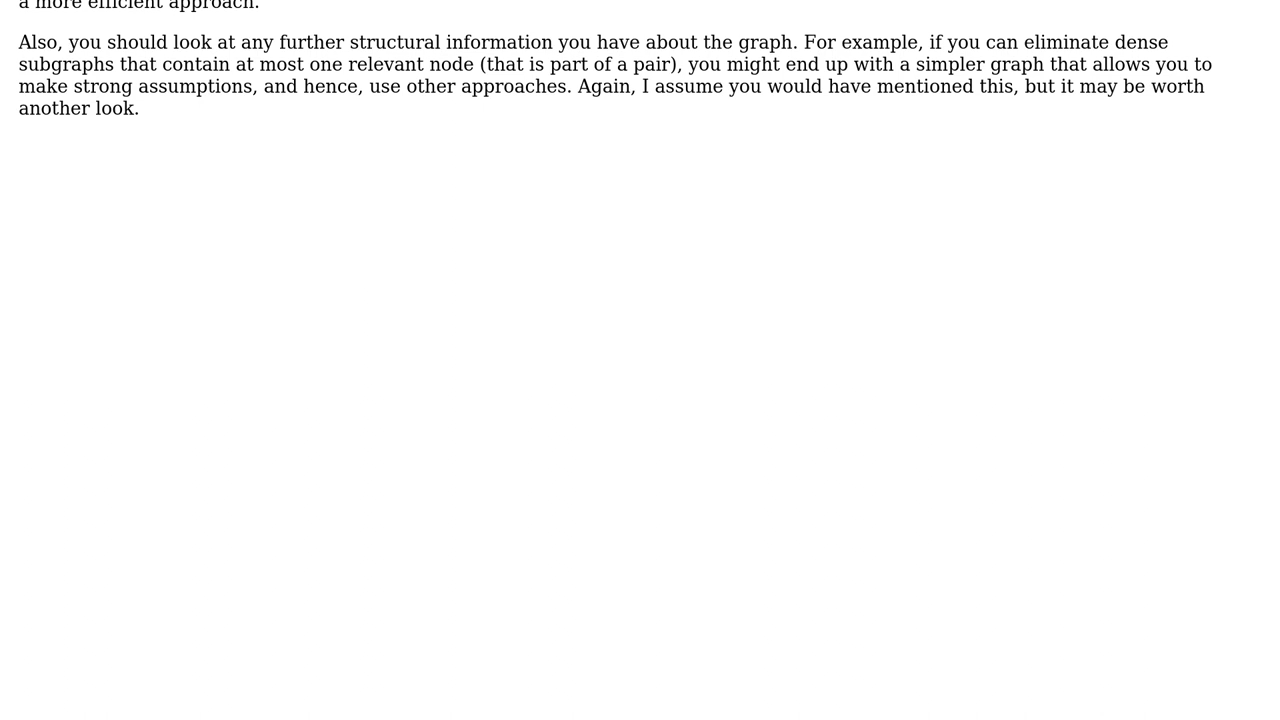 a more efficient approach.
Also, you should look at any further structural information you have about the graph. For example, if you can eliminate dense
subgraphs that contain at most one relevant node (that is part of a pair), you might end up with a simpler graph that allows you to
make strong assumptions, and hence, use other approaches. Again, I assume you would have mentioned this, but it may be worth
another look.